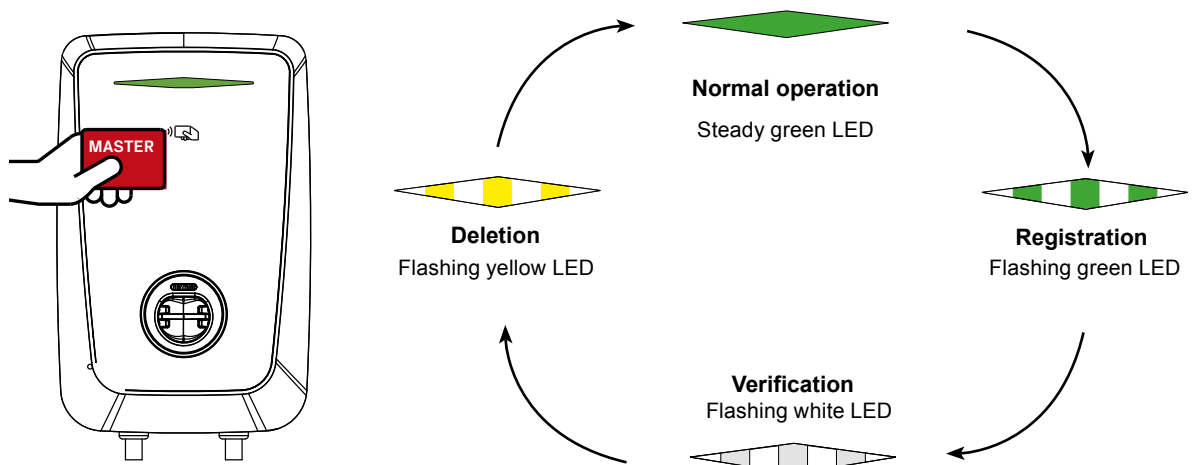 MASTER
Normal operation
Steady green LED
Deletion
Flashing yellow LED
Registration
Flashing green LED
Verification
Flashing white LED